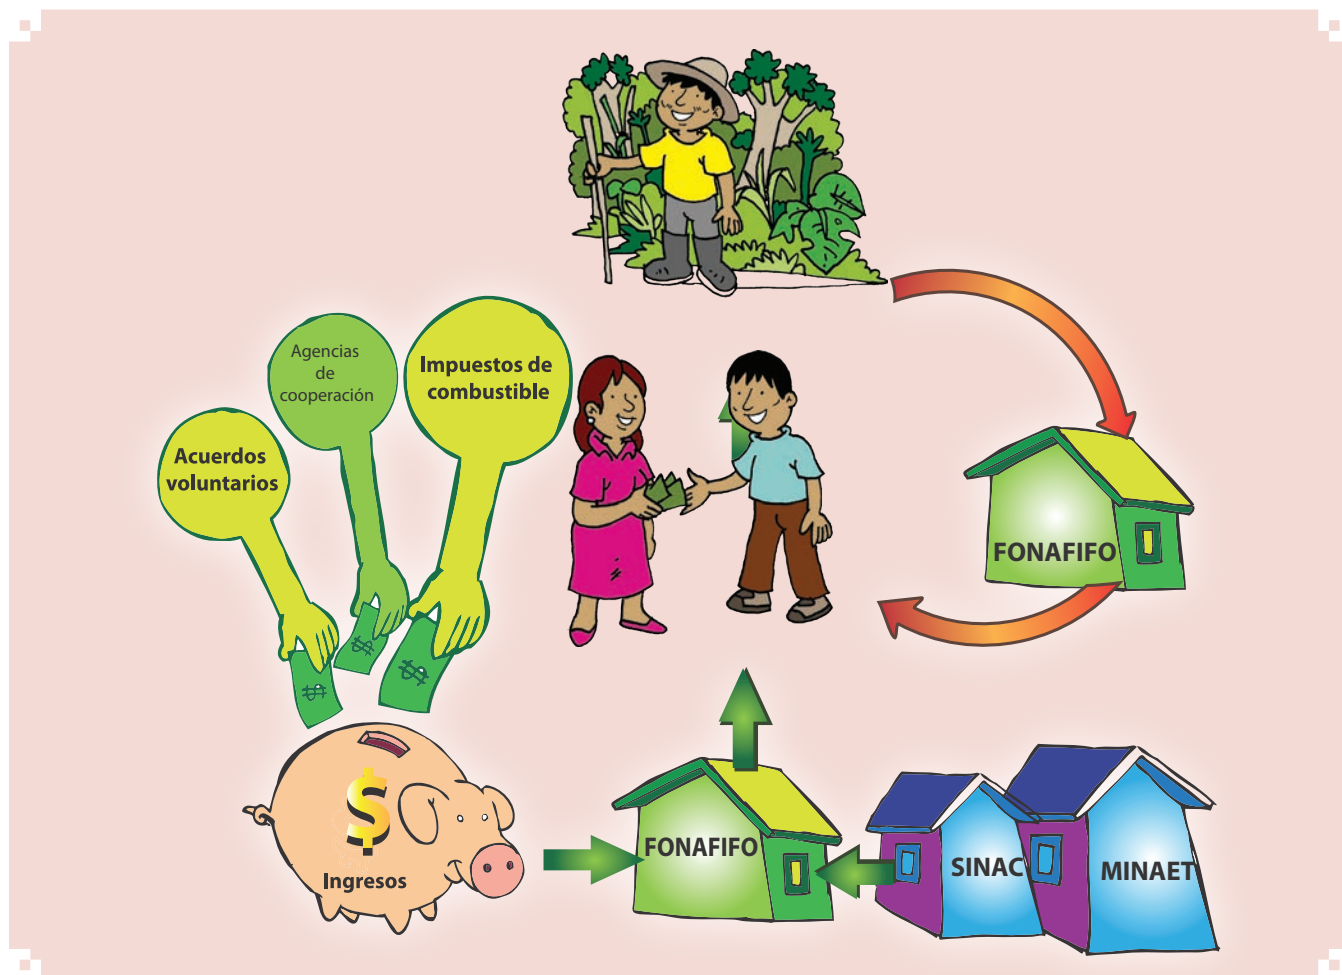 Agencias
de
cooperación
Impuestos de
combustible
Acuerdos
voluntarios
FONAFIFO
$
$
$
$
Ingresos
FONAFIFO
SINAC
MINAET